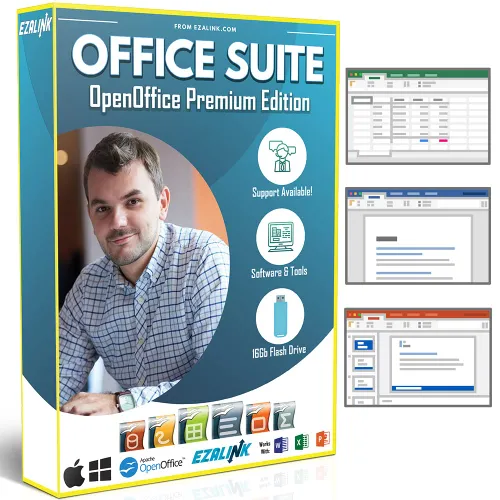 EZALINK
FROM EZALINK.COM
OFFICE SUITE
OpenOffice Premium Edition
Support Available!
Software & Tools
16Gb Flash Drive
Apache
OpenOffice™
EZALINK
Works
With:
W
X
P